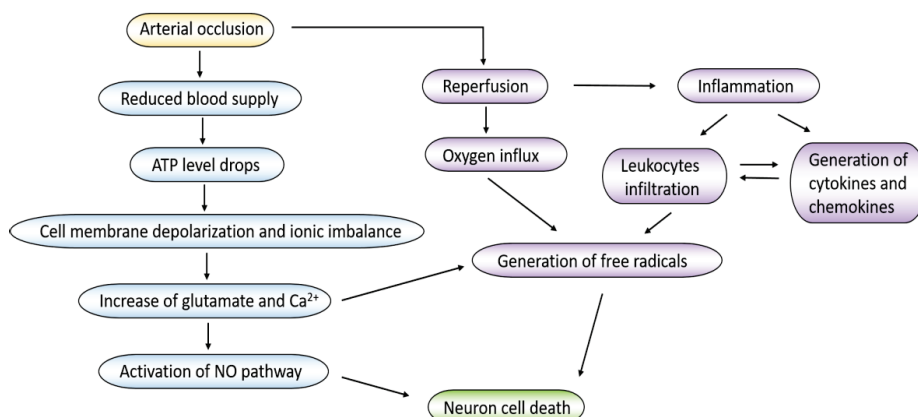 Arterial occlusion
Reduced blood supply
ATP level drops
Cell membrane depolarization and ionic imbalance
Increase of glutamate and Ca²⁺
Activation of NO pathway
Reperfusion
Oxygen influx
Inflammation
Leukocytes
infiltration
Generation of
cytokines and
chemokines
Generation of free radicals
Neuron cell death